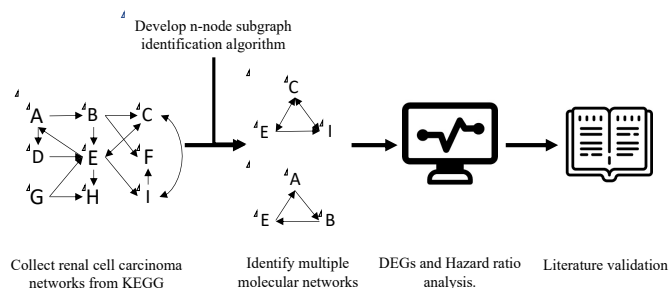 Develop n-node subgraph
identification algorithm
A B C
D E F
G H I
C
E I
A
E B
Collect renal cell carcinoma
networks from KEGG
Identify multiple
molecular networks
DEGs and Hazard ratio
analysis.
Literature validation